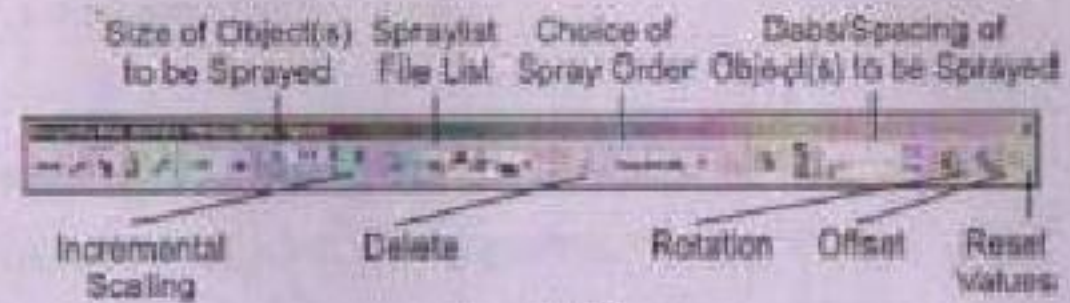 Size of Object(s) Spraylist Choice of Dabs/Spacing of
to be Sprayed File List Spray Order Object(s) to be Sprayed
Incremental Delete Rotation Offset Reset
Scaling Values